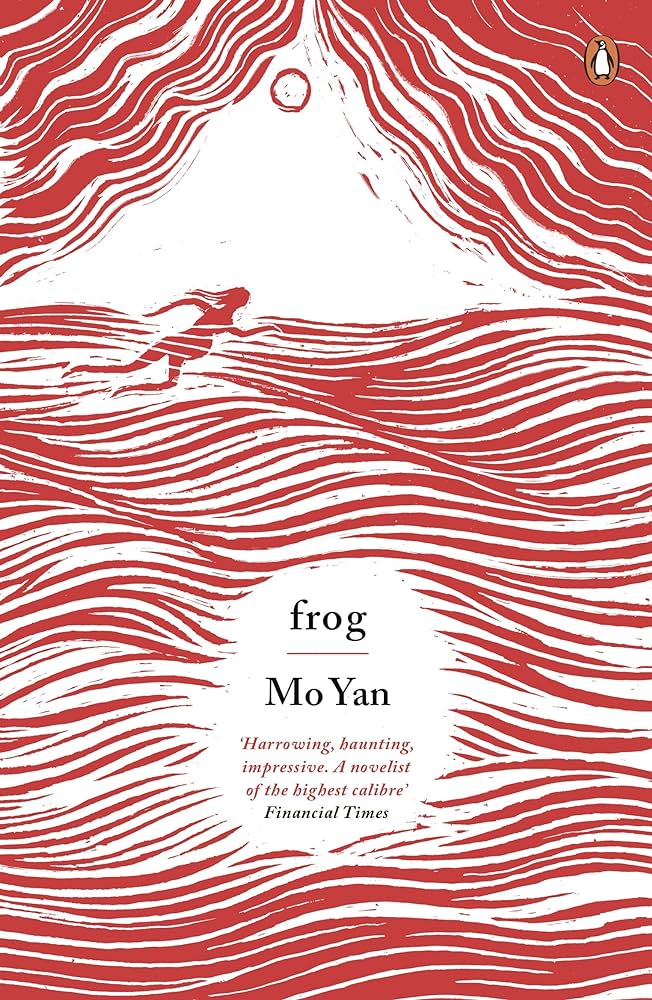 frog
Mo Yan
‘Harrowing, haunting,
impressive. A novelist
of the highest calibre’
Financial Times